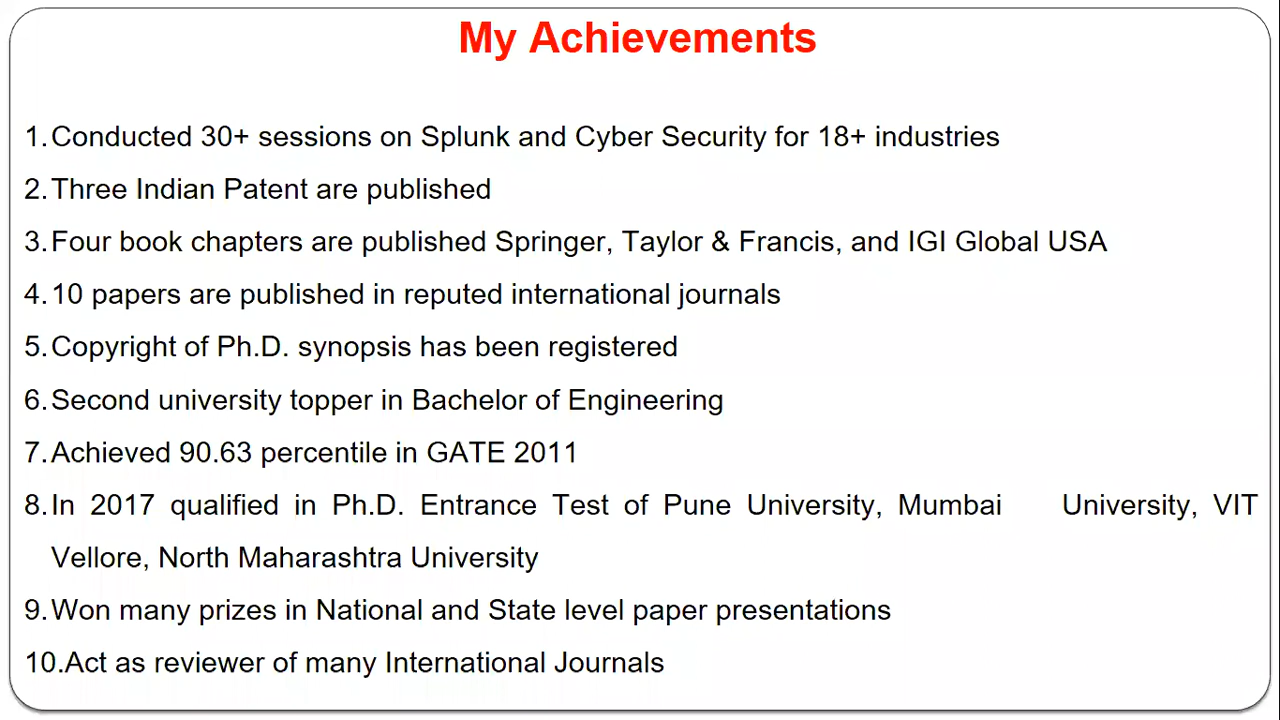 My Achievements
1.Conducted 30+ sessions on Splunk and Cyber Security for 18+ industries
2.Three Indian Patent are published
3.Four book chapters are published Springer, Taylor & Francis, and IGI Global USA
4.10 papers are published in reputed international journals
5.Copyright of Ph.D. synopsis has been registered
6.Second university topper in Bachelor of Engineering
7.Achieved 90.63 percentile in GATE 2011
8.In 2017 qualified in Ph.D. Entrance Test of Pune University, Mumbai University, VIT
Vellore, North Maharashtra University
9.Won many prizes in National and State level paper presentations
10.Act as reviewer of many International Journals